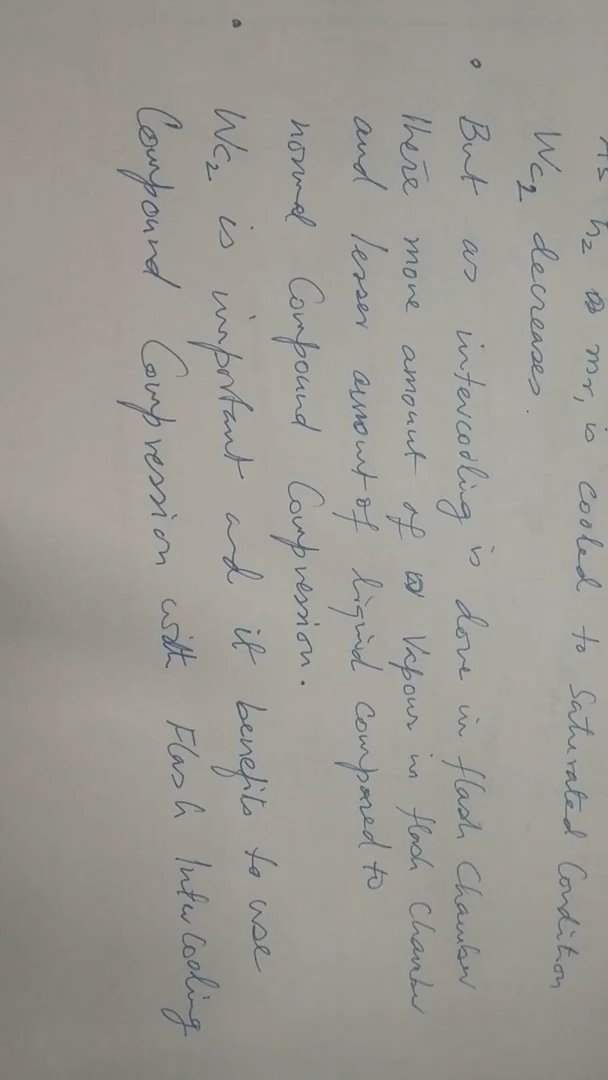 As h2 mr, is cooled to Saturated Condition
Wc2 decreases.
• But as intercooling is done in flash Chamber
there more amount of Vapour in flash Chamber
and lesser amount of liquid compared to
normal Compound Compression.
• Wc2 is important and it benefits to use
Compound Compression with Flash InterCooling